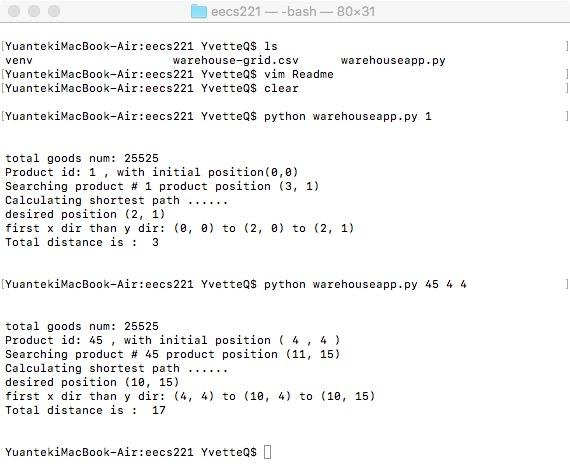 eecs221 — -bash — 80×31
[YuantekiMacBook-Air:eecs221 YvetteQ$ ls ]
venv warehouse-grid.csv warehouseapp.py
[YuantekiMacBook-Air:eecs221 YvetteQ$ vim Readme ]
[YuantekiMacBook-Air:eecs221 YvetteQ$ clear ]
[YuantekiMacBook-Air:eecs221 YvetteQ$ python warehouseapp.py 1 ]
total goods num: 25525
Product id: 1 , with initial position(0,0)
Searching product # 1 product position (3, 1)
Calculating shortest path ......
desired position (2, 1)
first x dir than y dir: (0, 0) to (2, 0) to (2, 1)
Total distance is :  3
[YuantekiMacBook-Air:eecs221 YvetteQ$ python warehouseapp.py 45 4 4 ]
total goods num: 25525
Product id: 45 , with initial position ( 4 , 4 )
Searching product # 45 product position (11, 15)
Calculating shortest path ......
desired position (10, 15)
first x dir than y dir: (4, 4) to (10, 4) to (10, 15)
Total distance is :  17
YuantekiMacBook-Air:eecs221 YvetteQ$